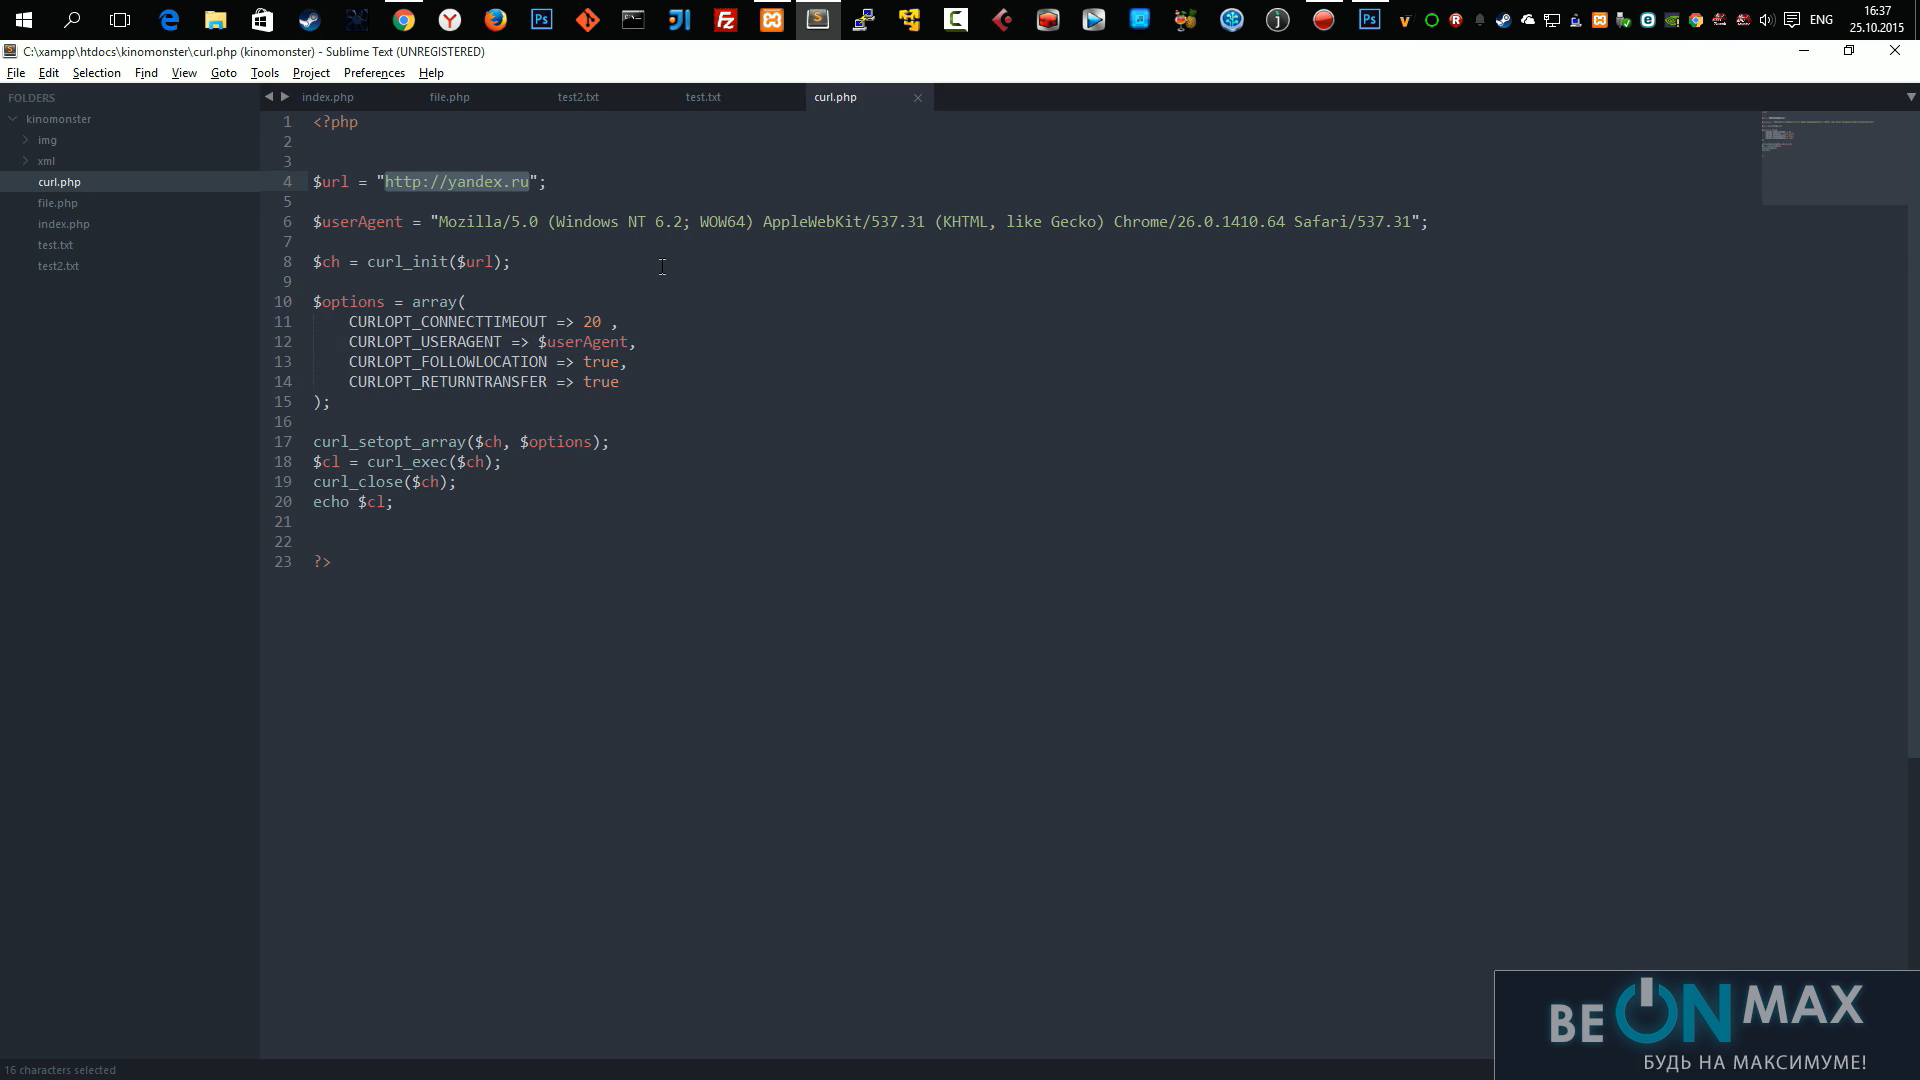 ENG
16:37
25.10.2015
C:\xampp\htdocs\kinomonster\curl.php (kinomonster) - Sublime Text (UNREGISTERED)
File Edit Selection Find View Goto Tools Project Preferences Help
FOLDERS
kinomonster
img
xml
curl.php
file.php
index.php
test.txt
test2.txt
index.php file.php test2.txt test.txt curl.php
1 <?php
2
3
4 $url = "http://yandex.ru";
5
6 $userAgent = "Mozilla/5.0 (Windows NT 6.2; WOW64) AppleWebKit/537.31 (KHTML, like Gecko) Chrome/26.0.1410.64 Safari/537.31";
7
8 $ch = curl_init($url);
9
10 $options = array(
11 CURLOPT_CONNECTTIMEOUT => 20 ,
12 CURLOPT_USERAGENT => $userAgent,
13 CURLOPT_FOLLOWLOCATION => true,
14 CURLOPT_RETURNTRANSFER => true
15 );
16
17 curl_setopt_array($ch, $options);
18 $cl = curl_exec($ch);
19 curl_close($ch);
20 echo $cl;
21
22
23 ?>
16 characters selected
BE ON MAX
БУДЬ НА МАКСИМУМЕ!